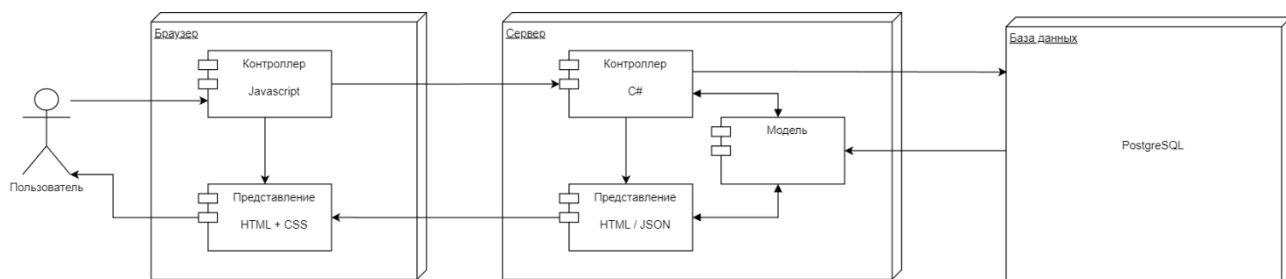 Браузер
Контроллер
Javascript
Представление
HTML + CSS
Пользователь
Сервер
Контроллер
C#
Модель
Представление
HTML / JSON
База данных
PostgreSQL